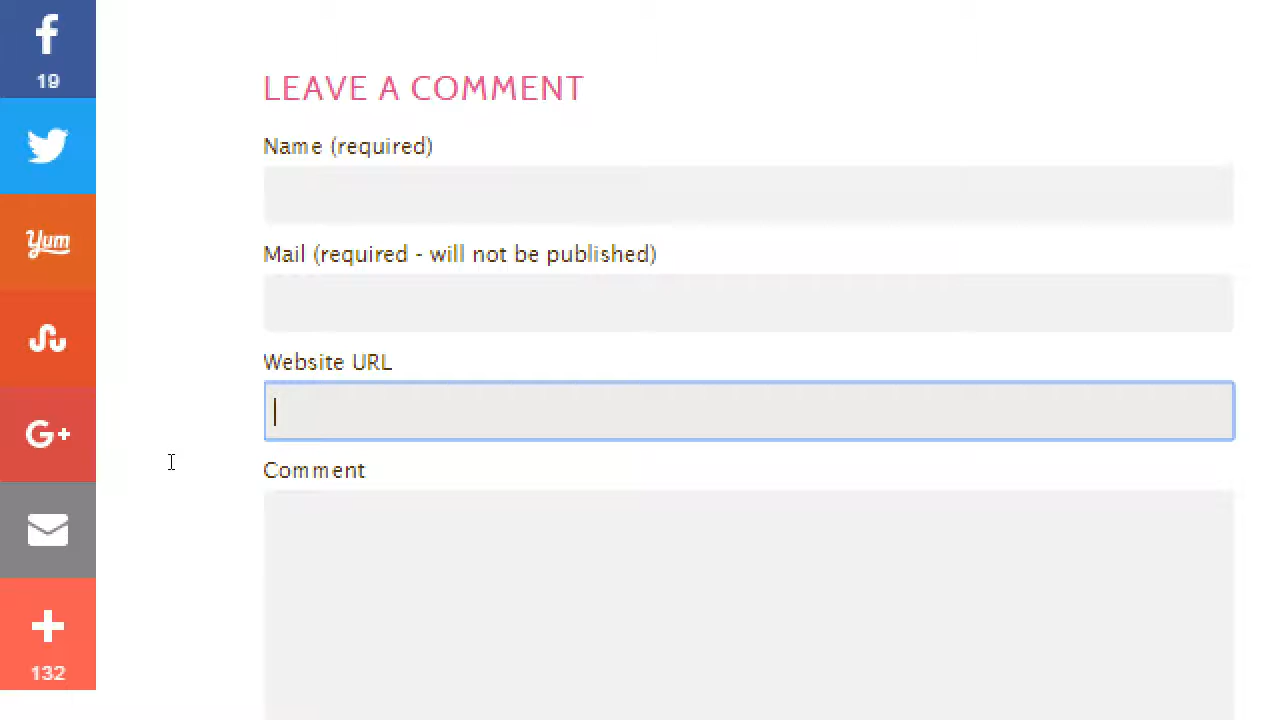 19
Yum
G+
132
LEAVE A COMMENT
Name (required)
Mail (required - will not be published)
Website URL
Comment